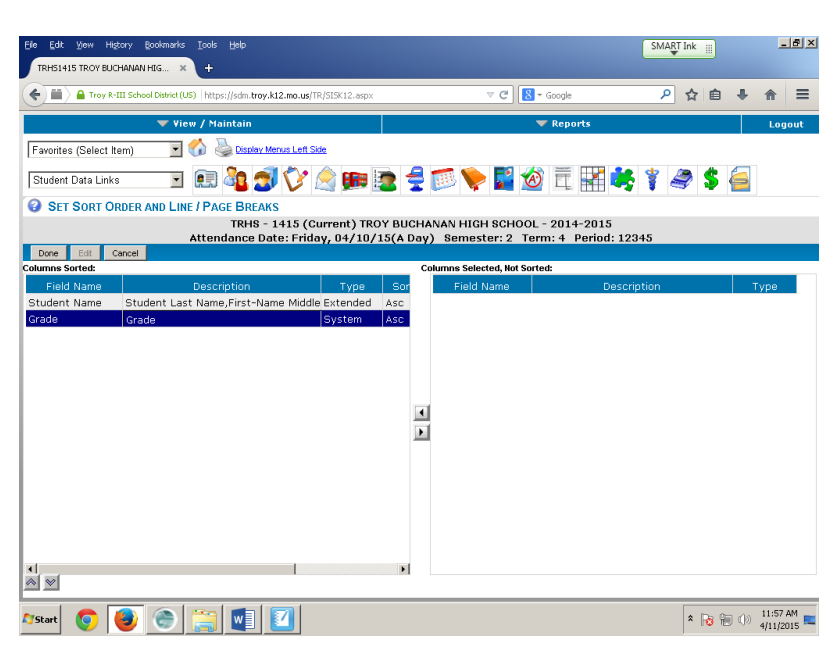 File Edit View History Bookmarks Tools Help
SMART Ink
TRHS1415 TROY BUCHANAN HIG... × +
Troy R-III School District (US) https://sdm.troy.k12.mo.us/TR/SISK12.aspx
8 Google
View / Maintain Reports Logout
Favorites (Select Item) Display Menus Left Side
Student Data Links
SET SORT ORDER AND LINE / PAGE BREAKS
TRHS - 1415 (Current) TROY BUCHANAN HIGH SCHOOL - 2014-2015
Attendance Date: Friday, 04/10/15(A Day) Semester: 2 Term: 4 Period: 12345
Done Edit Cancel
Columns Sorted: Columns Selected, Not Sorted:
Field Name Description Type Sor Field Name Description Type
Student Name Student Last Name,First-Name Middle Extended Asc
Grade Grade System Asc
Start
11:57 AM
4/11/2015